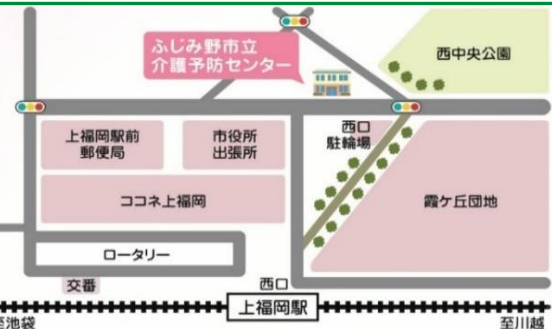 ふじみ野市立
介護予防センター
西中央公園
上福岡駅前
郵便局
市役所
出張所
西口
駐輪場
ココネ上福岡
霞ケ丘団地
ロータリー
交番
西口
上福岡駅
至池袋
至川越